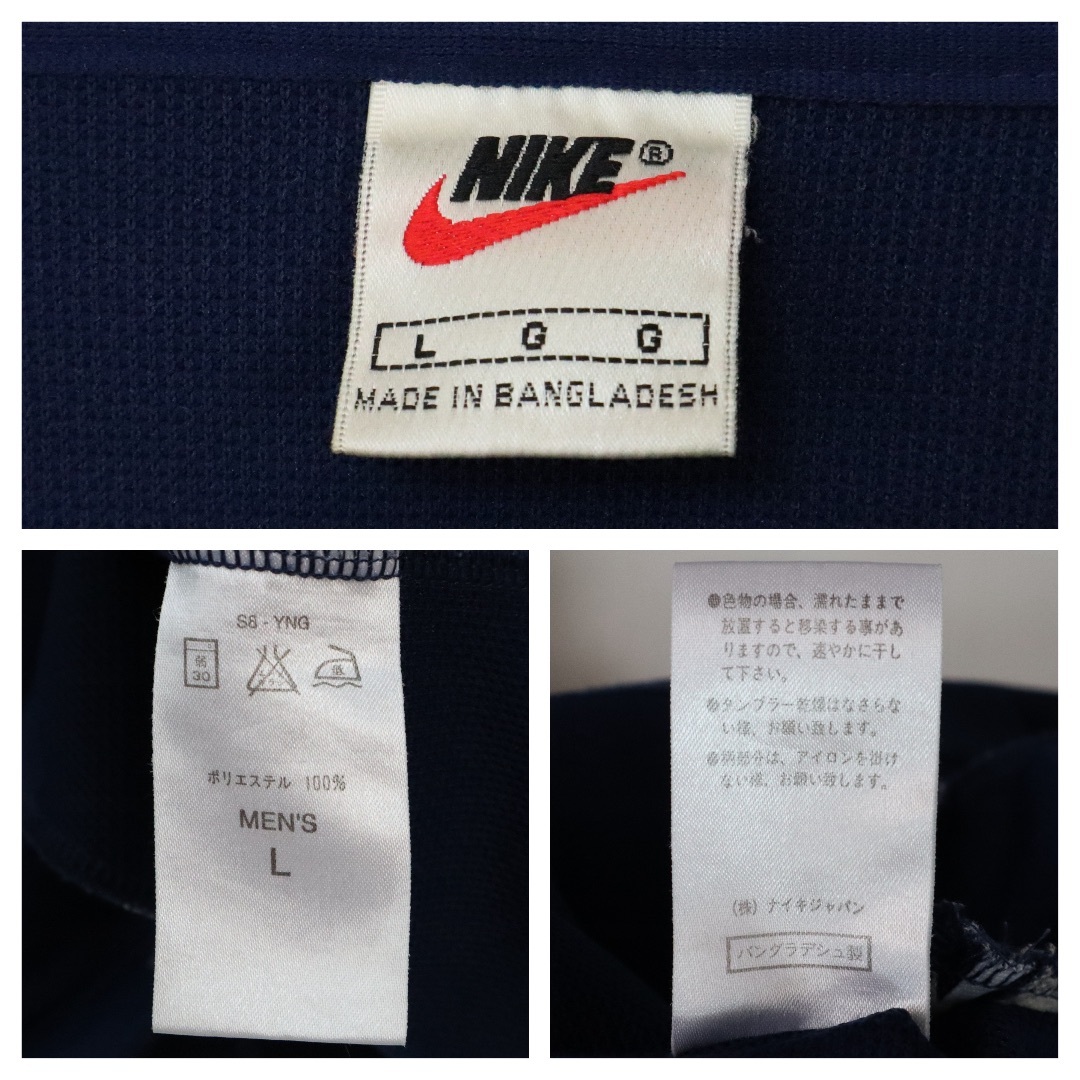 NIKE®
L G G
MADE IN BANGLADESH
S8 - YNG
弱
30
低
ポリエステル 100%
MEN'S
L
●色物の場合、濡れたままで
放置すると移染する事があ
りますので、速やかに干し
て下さい。
●タンブラー乾燥はなさらな
い様、お願い致します。
●柄部分は、アイロンを掛け
ない様、お願い致します。
(株) ナイキジャパン
バングラデシュ製